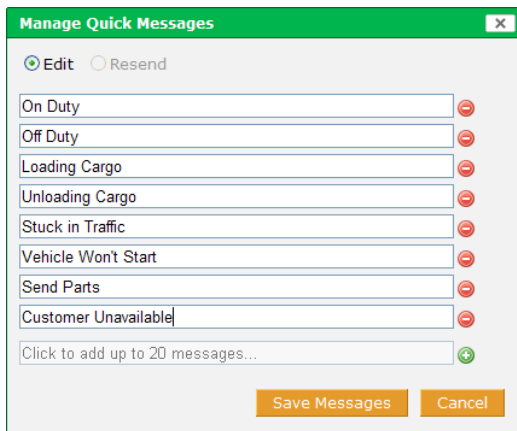 Manage Quick Messages
Edit Resend
On Duty
Off Duty
Loading Cargo
Unloading Cargo
Stuck in Traffic
Vehicle Won't Start
Send Parts
Customer Unavailable
Click to add up to 20 messages...
Save Messages Cancel